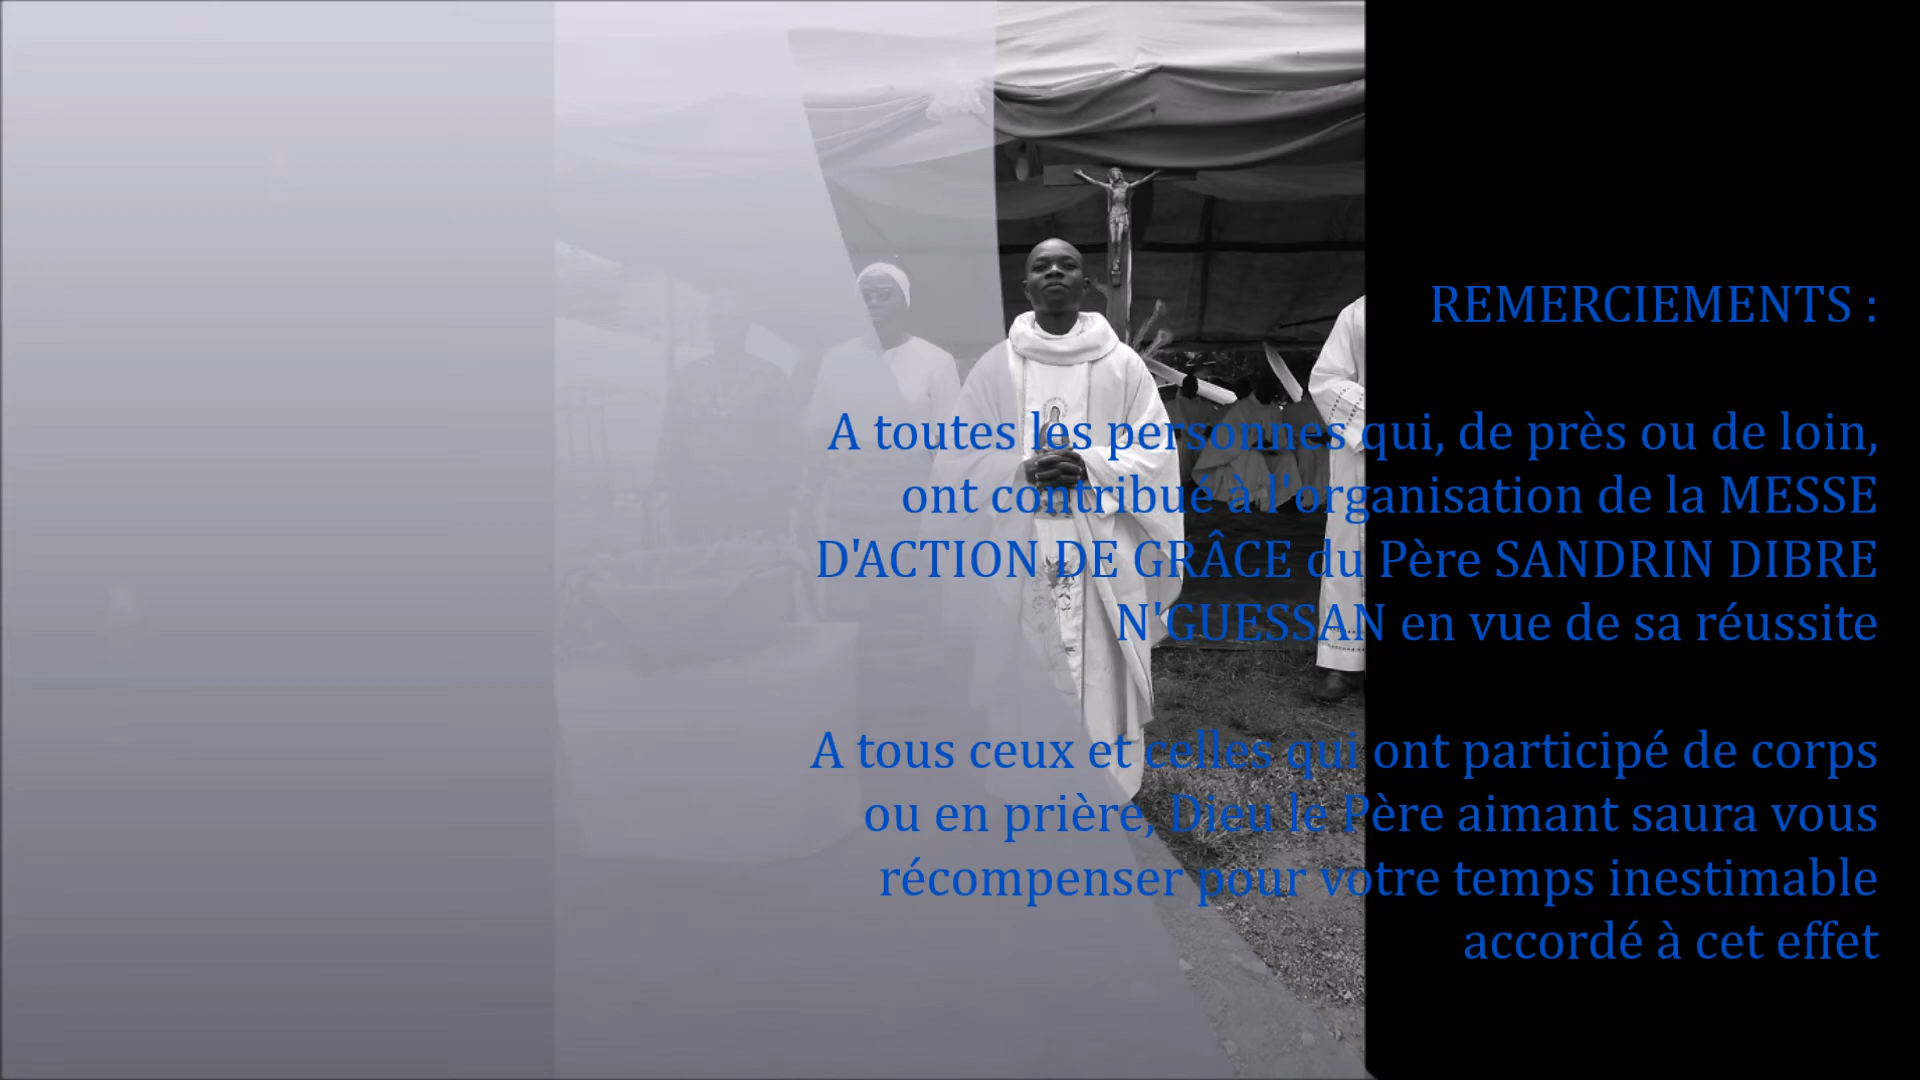 REMERCIEMENTS :
A toutes les personnes qui, de près ou de loin,
ont contribué à l'organisation de la MESSE
D'ACTION DE GRÂCE du Père SANDRIN DIBRE
N'GUESSAN en vue de sa réussite
A tous ceux et celles qui ont participé de corps
ou en prière, Dieu le Père aimant saura vous
récompenser pour votre temps inestimable
accordé à cet effet